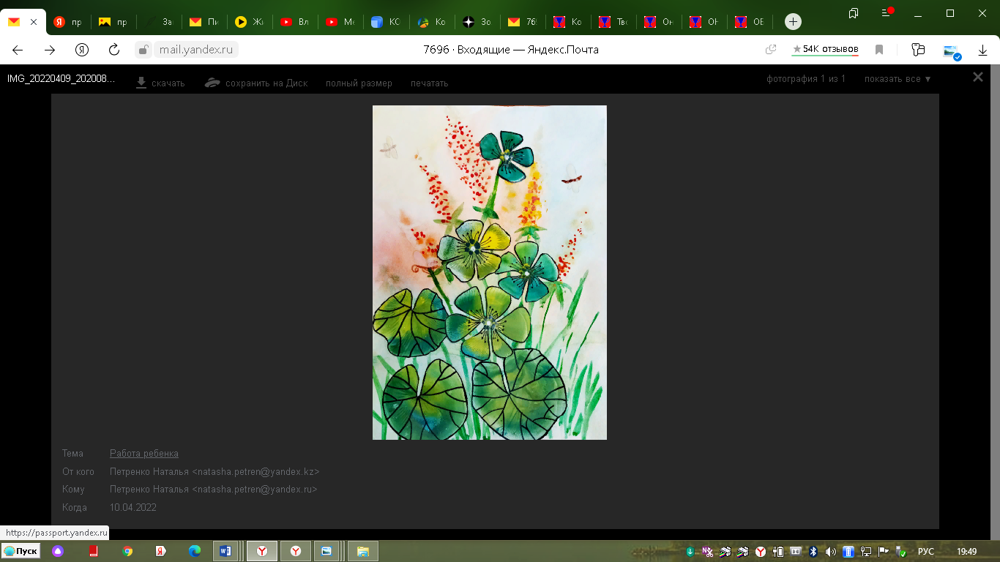 пр
пр
За
Пи
Жи
Вл
Ме
КС
Ко
Зо
769
Ко
Тво
Он
ОН
ОЕ
mail.yandex.ru
7696 · Входящие — Яндекс.Почта
★ 54К отзывов
IMG_20220409_202008...
скачать
сохранить на Диск
полный размер
печатать
фотография 1 из 1
показать все ▼
Тема Работа ребенка
От кого Петренко Наталья <natasha.petren@yandex.kz>
Кому Петренко Наталья <natasha.petren@yandex.ru>
Когда 10.04.2022
https://passport.yandex.ru
Пуск
РУС
19:49